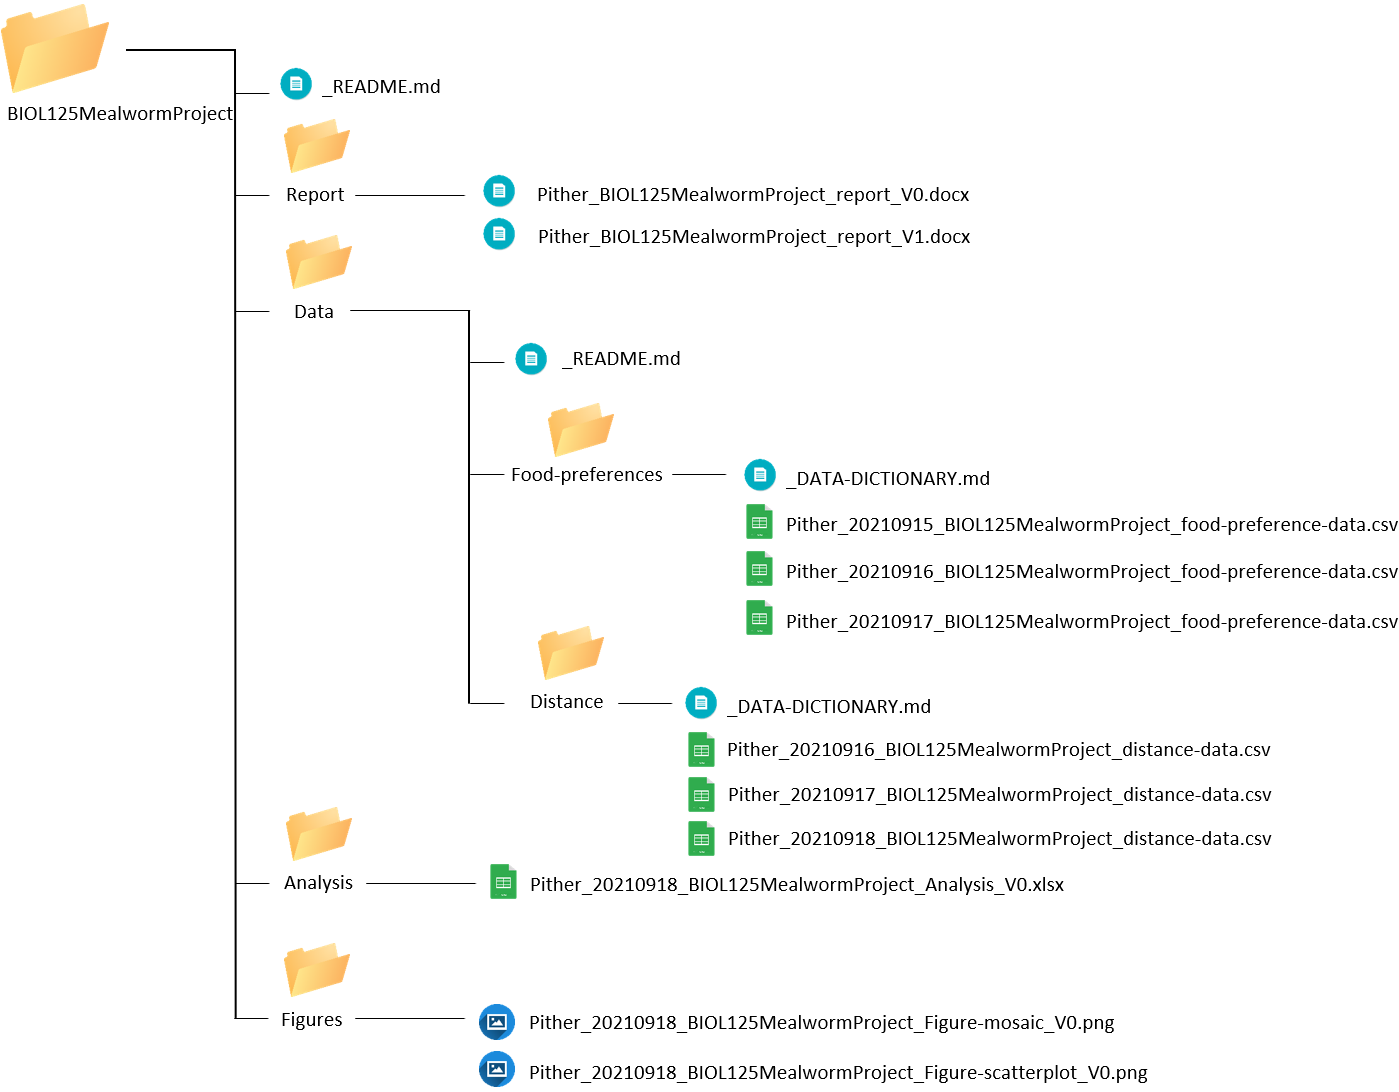 BIOL125MealwormProject
_README.md
Report
Pither_BIOL125MealwormProject_report_V0.docx
Pither_BIOL125MealwormProject_report_V1.docx
Data
_README.md
Food-preferences
_DATA-DICTIONARY.md
Pither_20210915_BIOL125MealwormProject_food-preference-data.csv
Pither_20210916_BIOL125MealwormProject_food-preference-data.csv
Pither_20210917_BIOL125MealwormProject_food-preference-data.csv
Distance
_DATA-DICTIONARY.md
Pither_20210916_BIOL125MealwormProject_distance-data.csv
Pither_20210917_BIOL125MealwormProject_distance-data.csv
Pither_20210918_BIOL125MealwormProject_distance-data.csv
Analysis
Pither_20210918_BIOL125MealwormProject_Analysis_V0.xlsx
Figures
Pither_20210918_BIOL125MealwormProject_Figure-mosaic_V0.png
Pither_20210918_BIOL125MealwormProject_Figure-scatterplot_V0.png